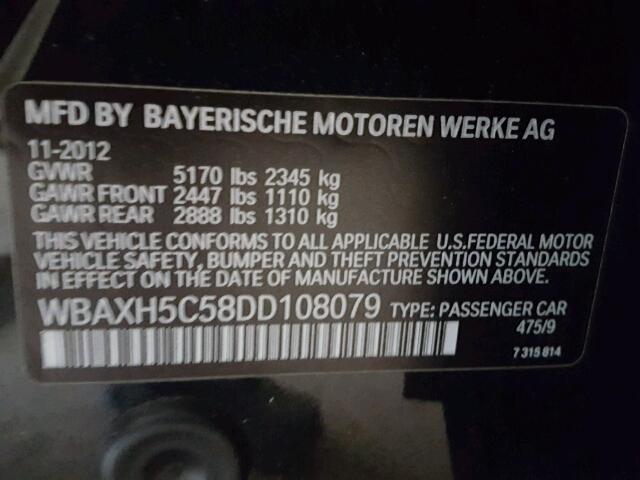 MFD BY BAYERISCHE MOTOREN WERKE AG
11-2012
GVWR 5170 lbs 2345 kg
GAWR FRONT 2447 lbs 1110 kg
GAWR REAR 2888 lbs 1310 kg
THIS VEHICLE CONFORMS TO ALL APPLICABLE U.S.FEDERAL MOTOR
VEHICLE SAFETY, BUMPER AND THEFT PREVENTION STANDARDS
IN EFFECT ON THE DATE OF MANUFACTURE SHOWN ABOVE.
WBAXH5C58DD108079 TYPE: PASSENGER CAR
475/9
7 315 814